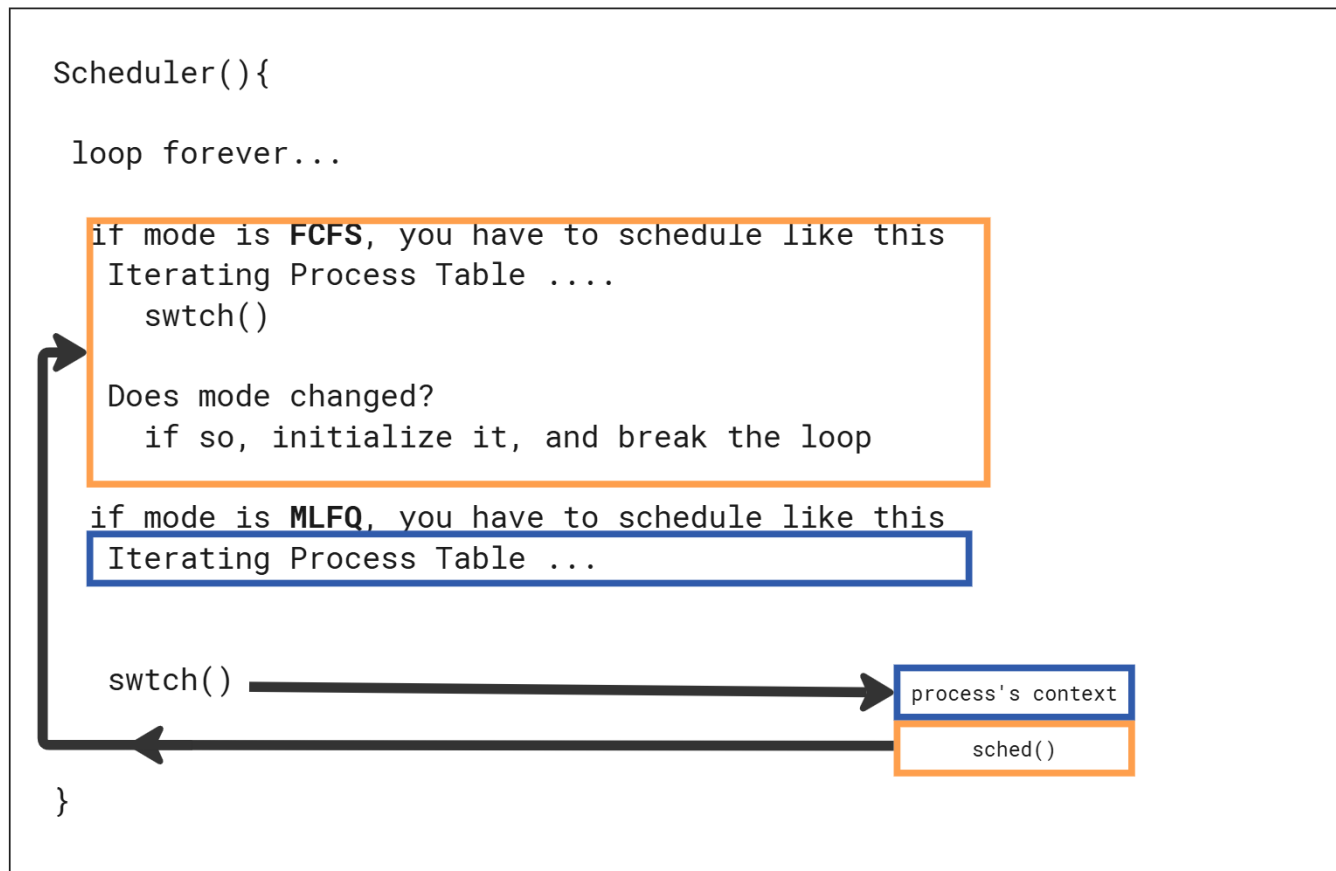 Scheduler(){
loop forever...
if mode is FCFS, you have to schedule like this
Iterating Process Table ....
swtch()
Does mode changed?
if so, initialize it, and break the loop
if mode is MLFQ, you have to schedule like this
Iterating Process Table ...
swtch()
process's context
sched()
}